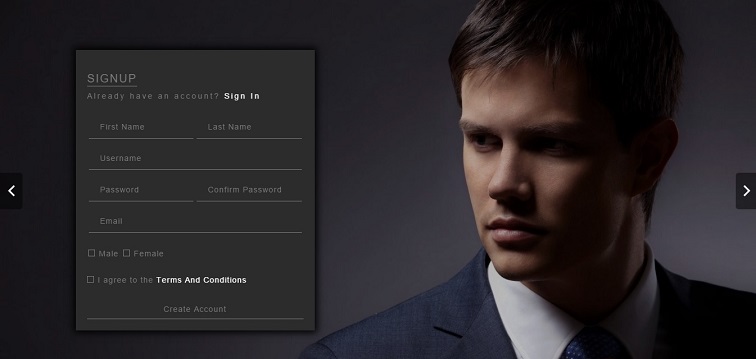 SIGNUP
Already have an account? Sign In
First Name Last Name
Username
Password Confirm Password
Email
Male Female
I agree to the Terms And Conditions
Create Account